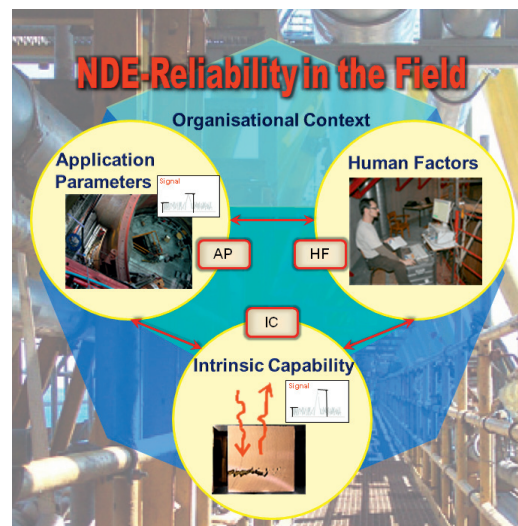 NDE-Reliability in the Field
Organisational Context
Application
Parameters
Signal
Human Factors
AP
HF
IC
Intrinsic Capability
Signal